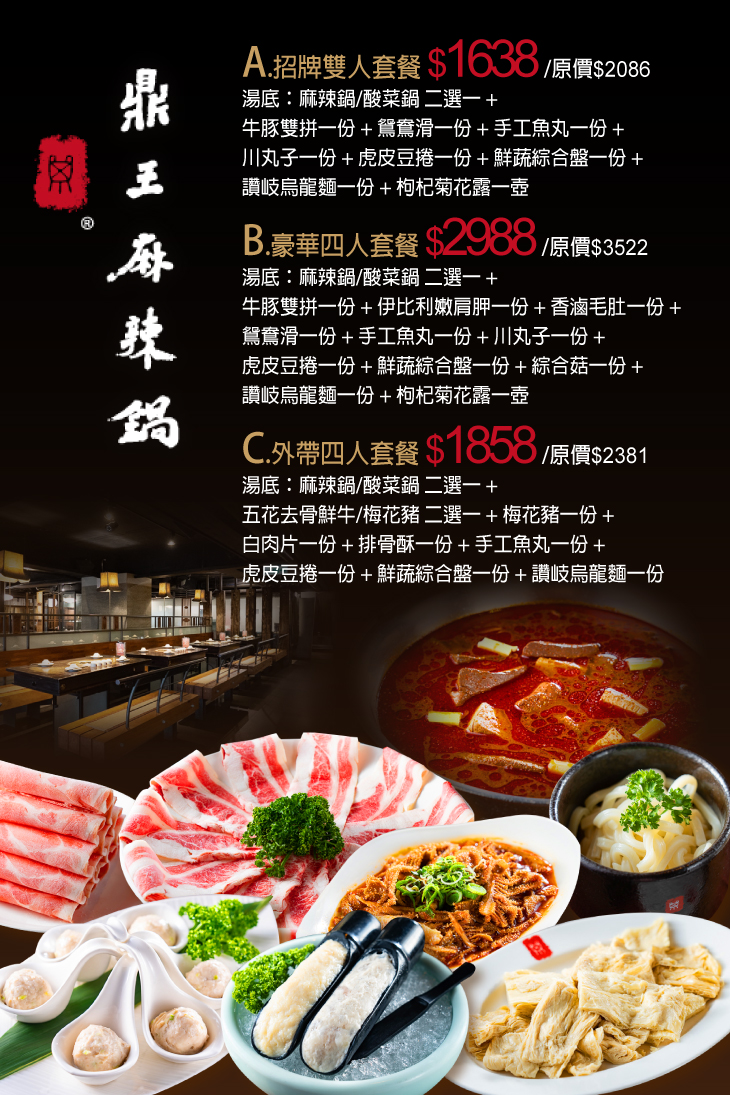 鼎王麻辣鍋
®
A.招牌雙人套餐 $1638 /原價$2086
湯底：麻辣鍋/酸菜鍋 二選一 +
牛豚雙拼一份 + 鴛鴦滑一份 + 手工魚丸一份 +
川丸子一份 + 虎皮豆捲一份 + 鮮蔬綜合盤一份 +
讚岐烏龍麵一份 + 枸杞菊花露一壺
B.豪華四人套餐 $2988 /原價$3522
湯底：麻辣鍋/酸菜鍋 二選一 +
牛豚雙拼一份 + 伊比利嫩肩胛一份 + 香滷毛肚一份 +
鴛鴦滑一份 + 手工魚丸一份 + 川丸子一份 +
虎皮豆捲一份 + 鮮蔬綜合盤一份 + 綜合菇一份 +
讚岐烏龍麵一份 + 枸杞菊花露一壺
C.外帶四人套餐 $1858 /原價$2381
湯底：麻辣鍋/酸菜鍋 二選一 +
五花去骨鮮牛/梅花豬 二選一 + 梅花豬一份 +
白肉片一份 + 排骨酥一份 + 手工魚丸一份 +
虎皮豆捲一份 + 鮮蔬綜合盤一份 + 讚岐烏龍麵一份